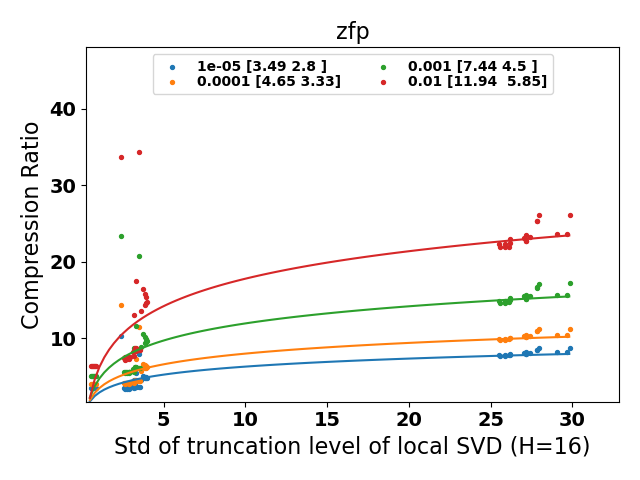 zfp
1e-05 [3.49 2.8 ]
0.0001 [4.65 3.33]
0.001 [7.44 4.5 ]
0.01 [11.94  5.85]
Compression Ratio
40
30
20
10
5
10
15
20
25
30
Std of truncation level of local SVD (H=16)